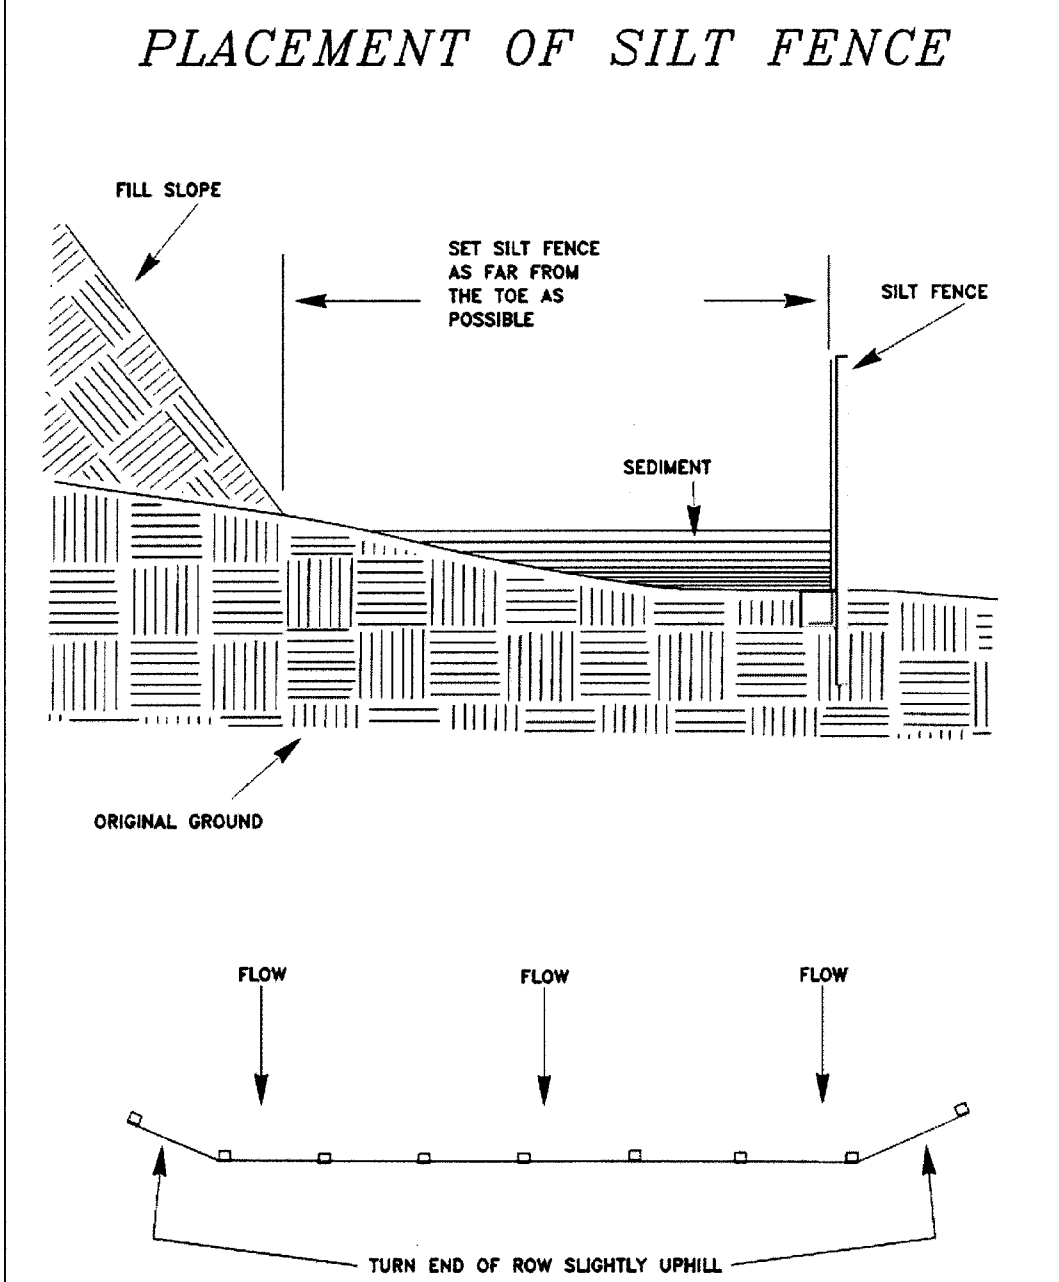 PLACEMENT OF SILT FENCE
FILL SLOPE
SET SILT FENCE
AS FAR FROM
THE TOE AS
POSSIBLE
SILT FENCE
SEDIMENT
ORIGINAL GROUND
FLOW
FLOW
FLOW
TURN END OF ROW SLIGHTLY UPHILL